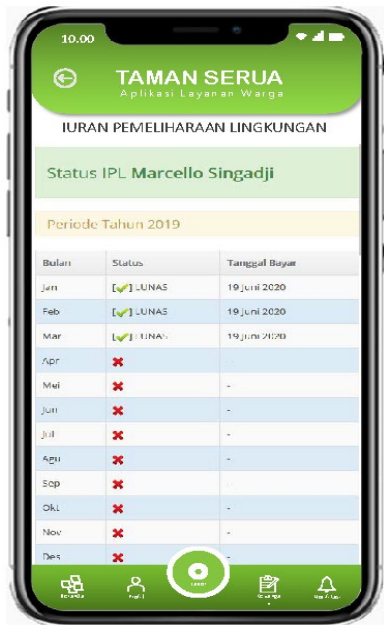 10.00
TAMAN SERUA
Aplikasi Layanan Warga
IURAN PEMELIHARAAN LINGKUNGAN
Status IPL Marcello Singadji
Periode Tahun 2019
Bulan Status Tanggal Bayar
Jan [✔] LUNAS 19 Juni 2020
Feb [✔] LUNAS 19 Juni 2020
Mar [✔] LUNAS 19 Juni 2020
Apr ✖
Mei ✖ -
Jun ✖ -
Jul ✖ -
Agu ✖ -
Sep ✖ -
Okt ✖ -
Nov ✖ -
Des ✖